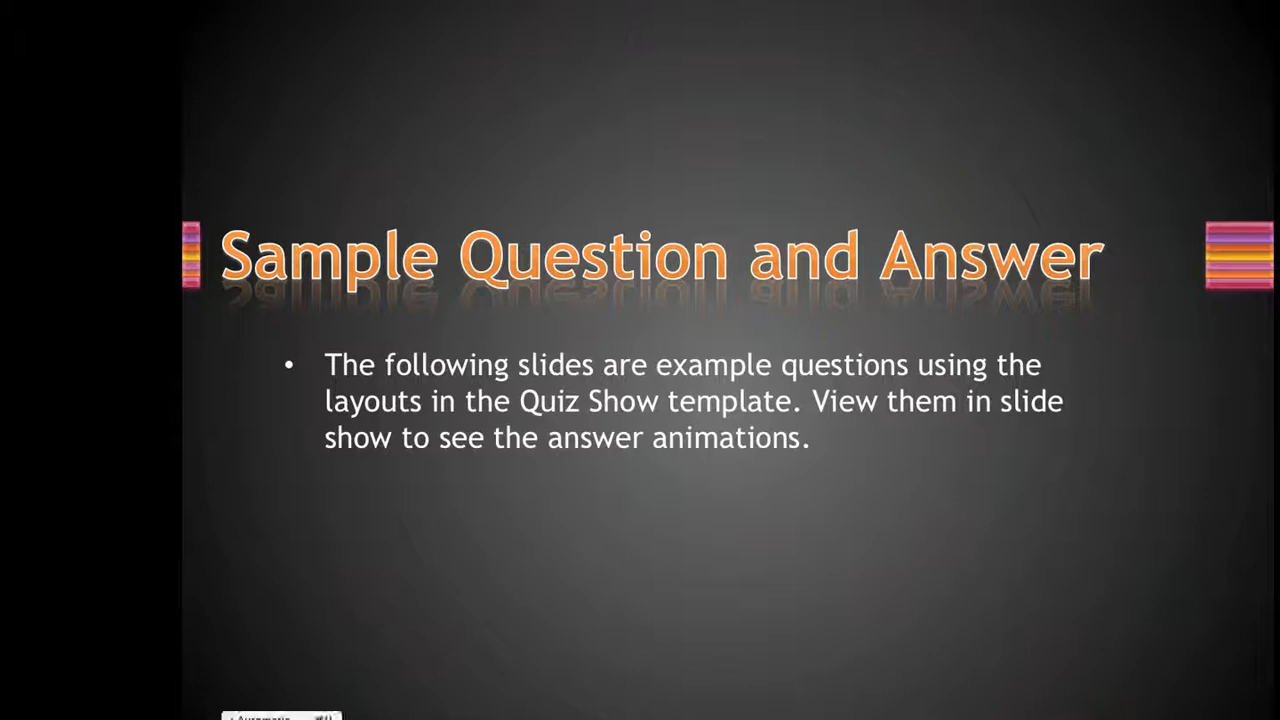 Sample Question and Answer
• The following slides are example questions using the
layouts in the Quiz Show template. View them in slide
show to see the answer animations.